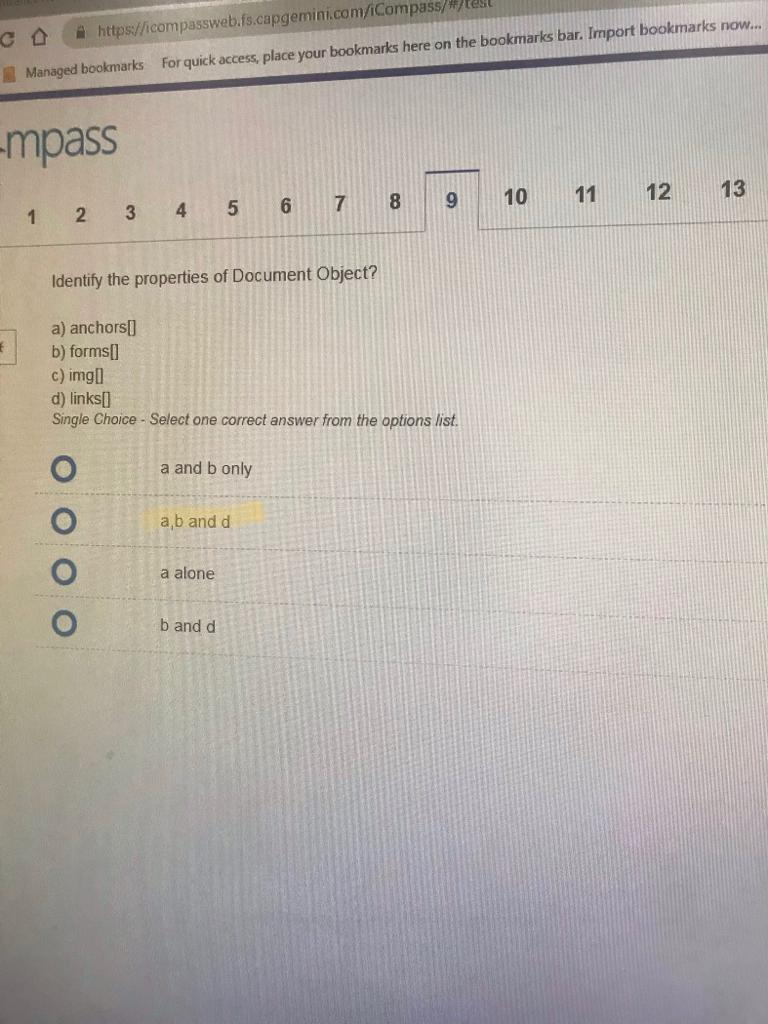 https://icompassweb.fs.capgemini.com/iCompass/#/test
Managed bookmarks For quick access, place your bookmarks here on the bookmarks bar. Import bookmarks now...
mpass
1 2 3 4 5 6 7 8 9 10 11 12 13
Identify the properties of Document Object?
a) anchors[]
b) forms[]
c) img[]
d) links[]
Single Choice - Select one correct answer from the options list.
a and b only
a,b and d
a alone
b and d